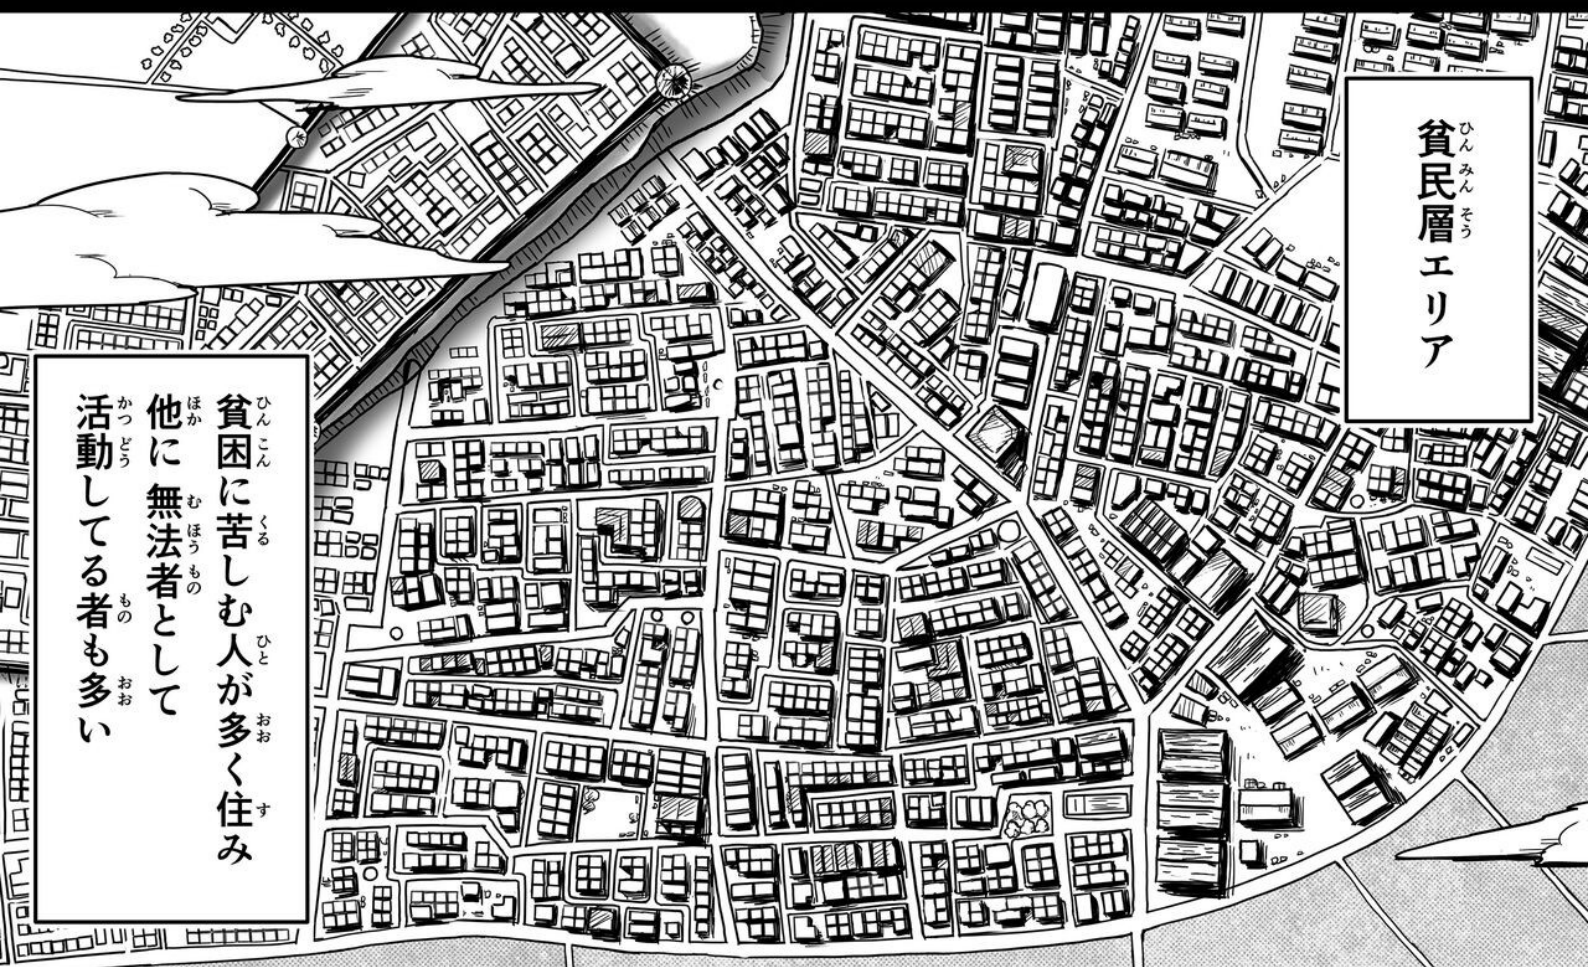 貧民層エリア
貧困に苦しむ人が多く住み
他に無法者として
活動してる者も多い